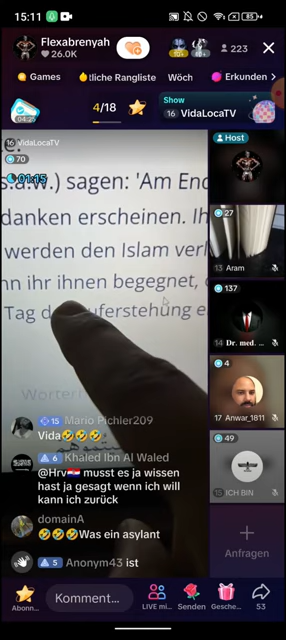 15:11
85
Flexabrenyah
26.0K
223
Games
tliche Rangliste
Wöch
Erkunden
04:25
4/18
Show
16 VidaLocaTV
16 VidaLocaTV
70
01:15
s.a.w.) sagen: 'Am End
danken erscheinen. Ih
werden den Islam verl
nn ihr ihnen begegnet,
Tag d uferstehung e
Host
27
13 Aram
137
14 Dr. med. ...
4
17 Anwar_1811
49
15 ICH BIN
+
Anfragen
15 Mario Pichler209
Vida🤣🤣🤣
6 Khaled Ibn Al Waled
@Hrv🇭🇷 musst es ja wissen
hast ja gesagt wenn ich will
kann ich zurück
domainA
🤣🤣🤣Was ein asylant
5 Anonym43 ist
Abonn...
Komment...
LIVE mi...
Senden
Gesche...
53